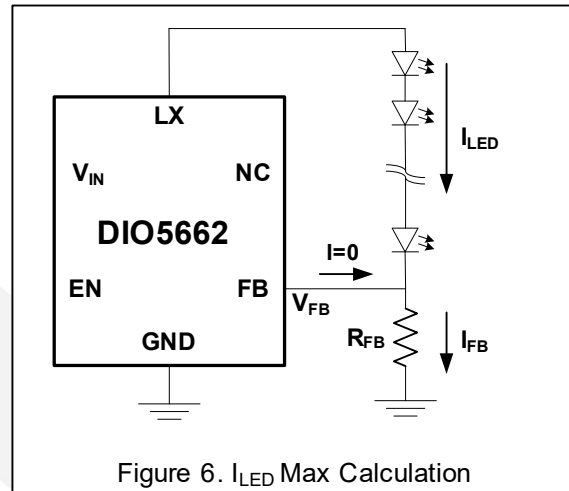 LX
I_LED
V_IN NC
DIO5662
I=0
EN FB
V_FB
GND
R_FB I_FB
Figure 6. I_LED Max Calculation